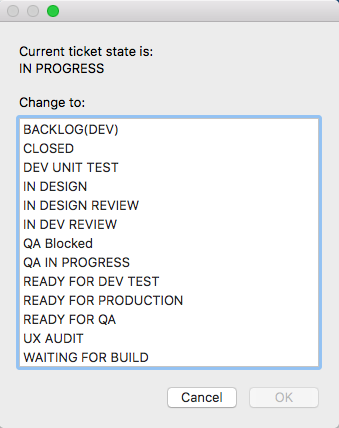 Current ticket state is:
IN PROGRESS
Change to:
BACKLOG(DEV)
CLOSED
DEV UNIT TEST
IN DESIGN
IN DESIGN REVIEW
IN DEV REVIEW
QA Blocked
QA IN PROGRESS
READY FOR DEV TEST
READY FOR PRODUCTION
READY FOR QA
UX AUDIT
WAITING FOR BUILD
Cancel
OK